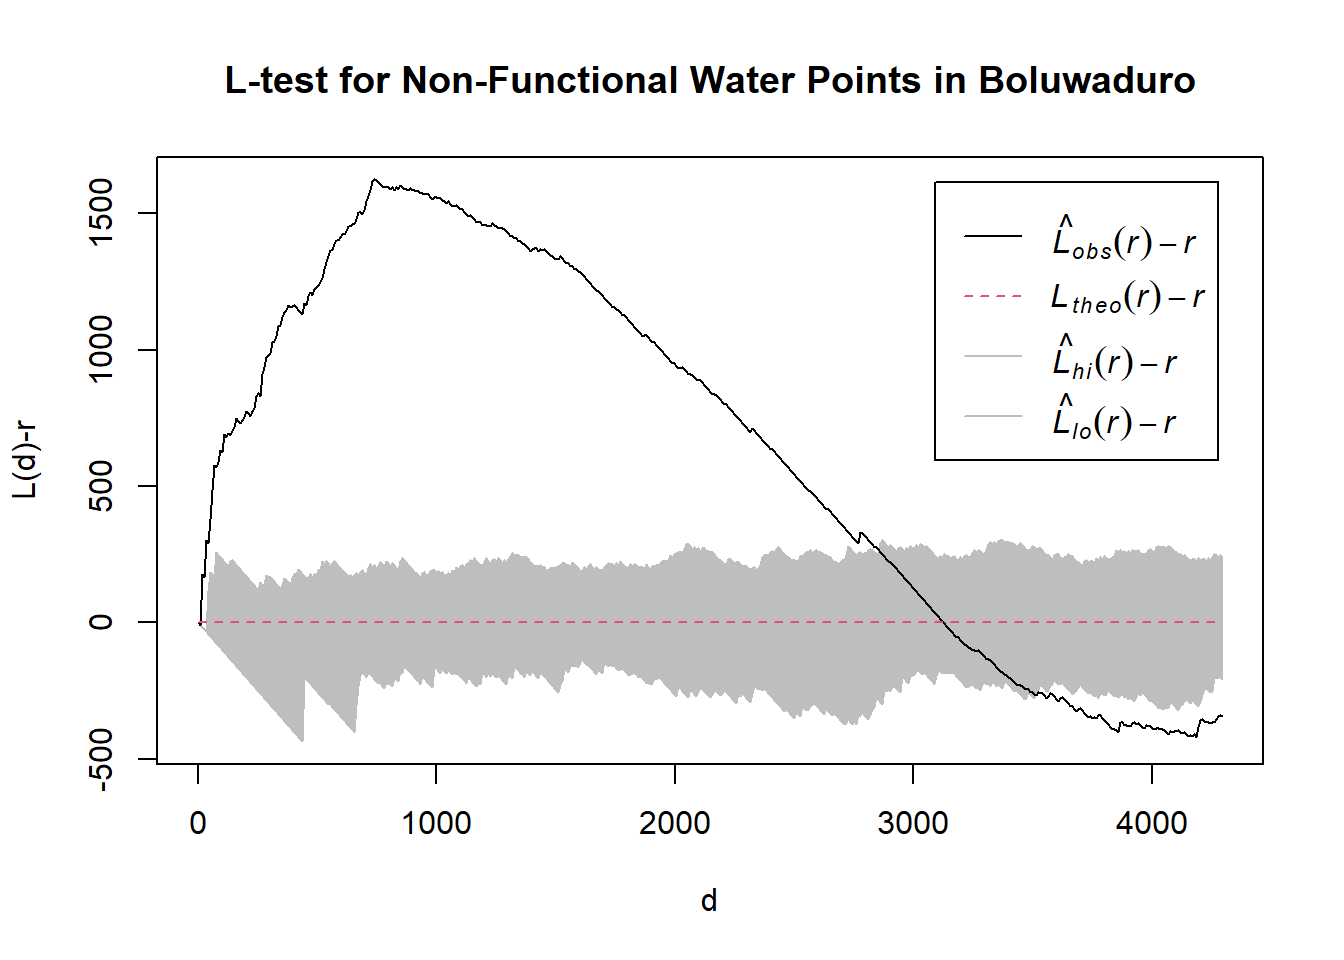 L-test for Non-Functional Water Points in Boluwaduro
L(d)-r
1500
1000
500
0
-500
L̂obs(r) − r
Ltheo(r) − r
L̂hi(r) − r
L̂lo(r) − r
0 1000 2000 3000 4000
d